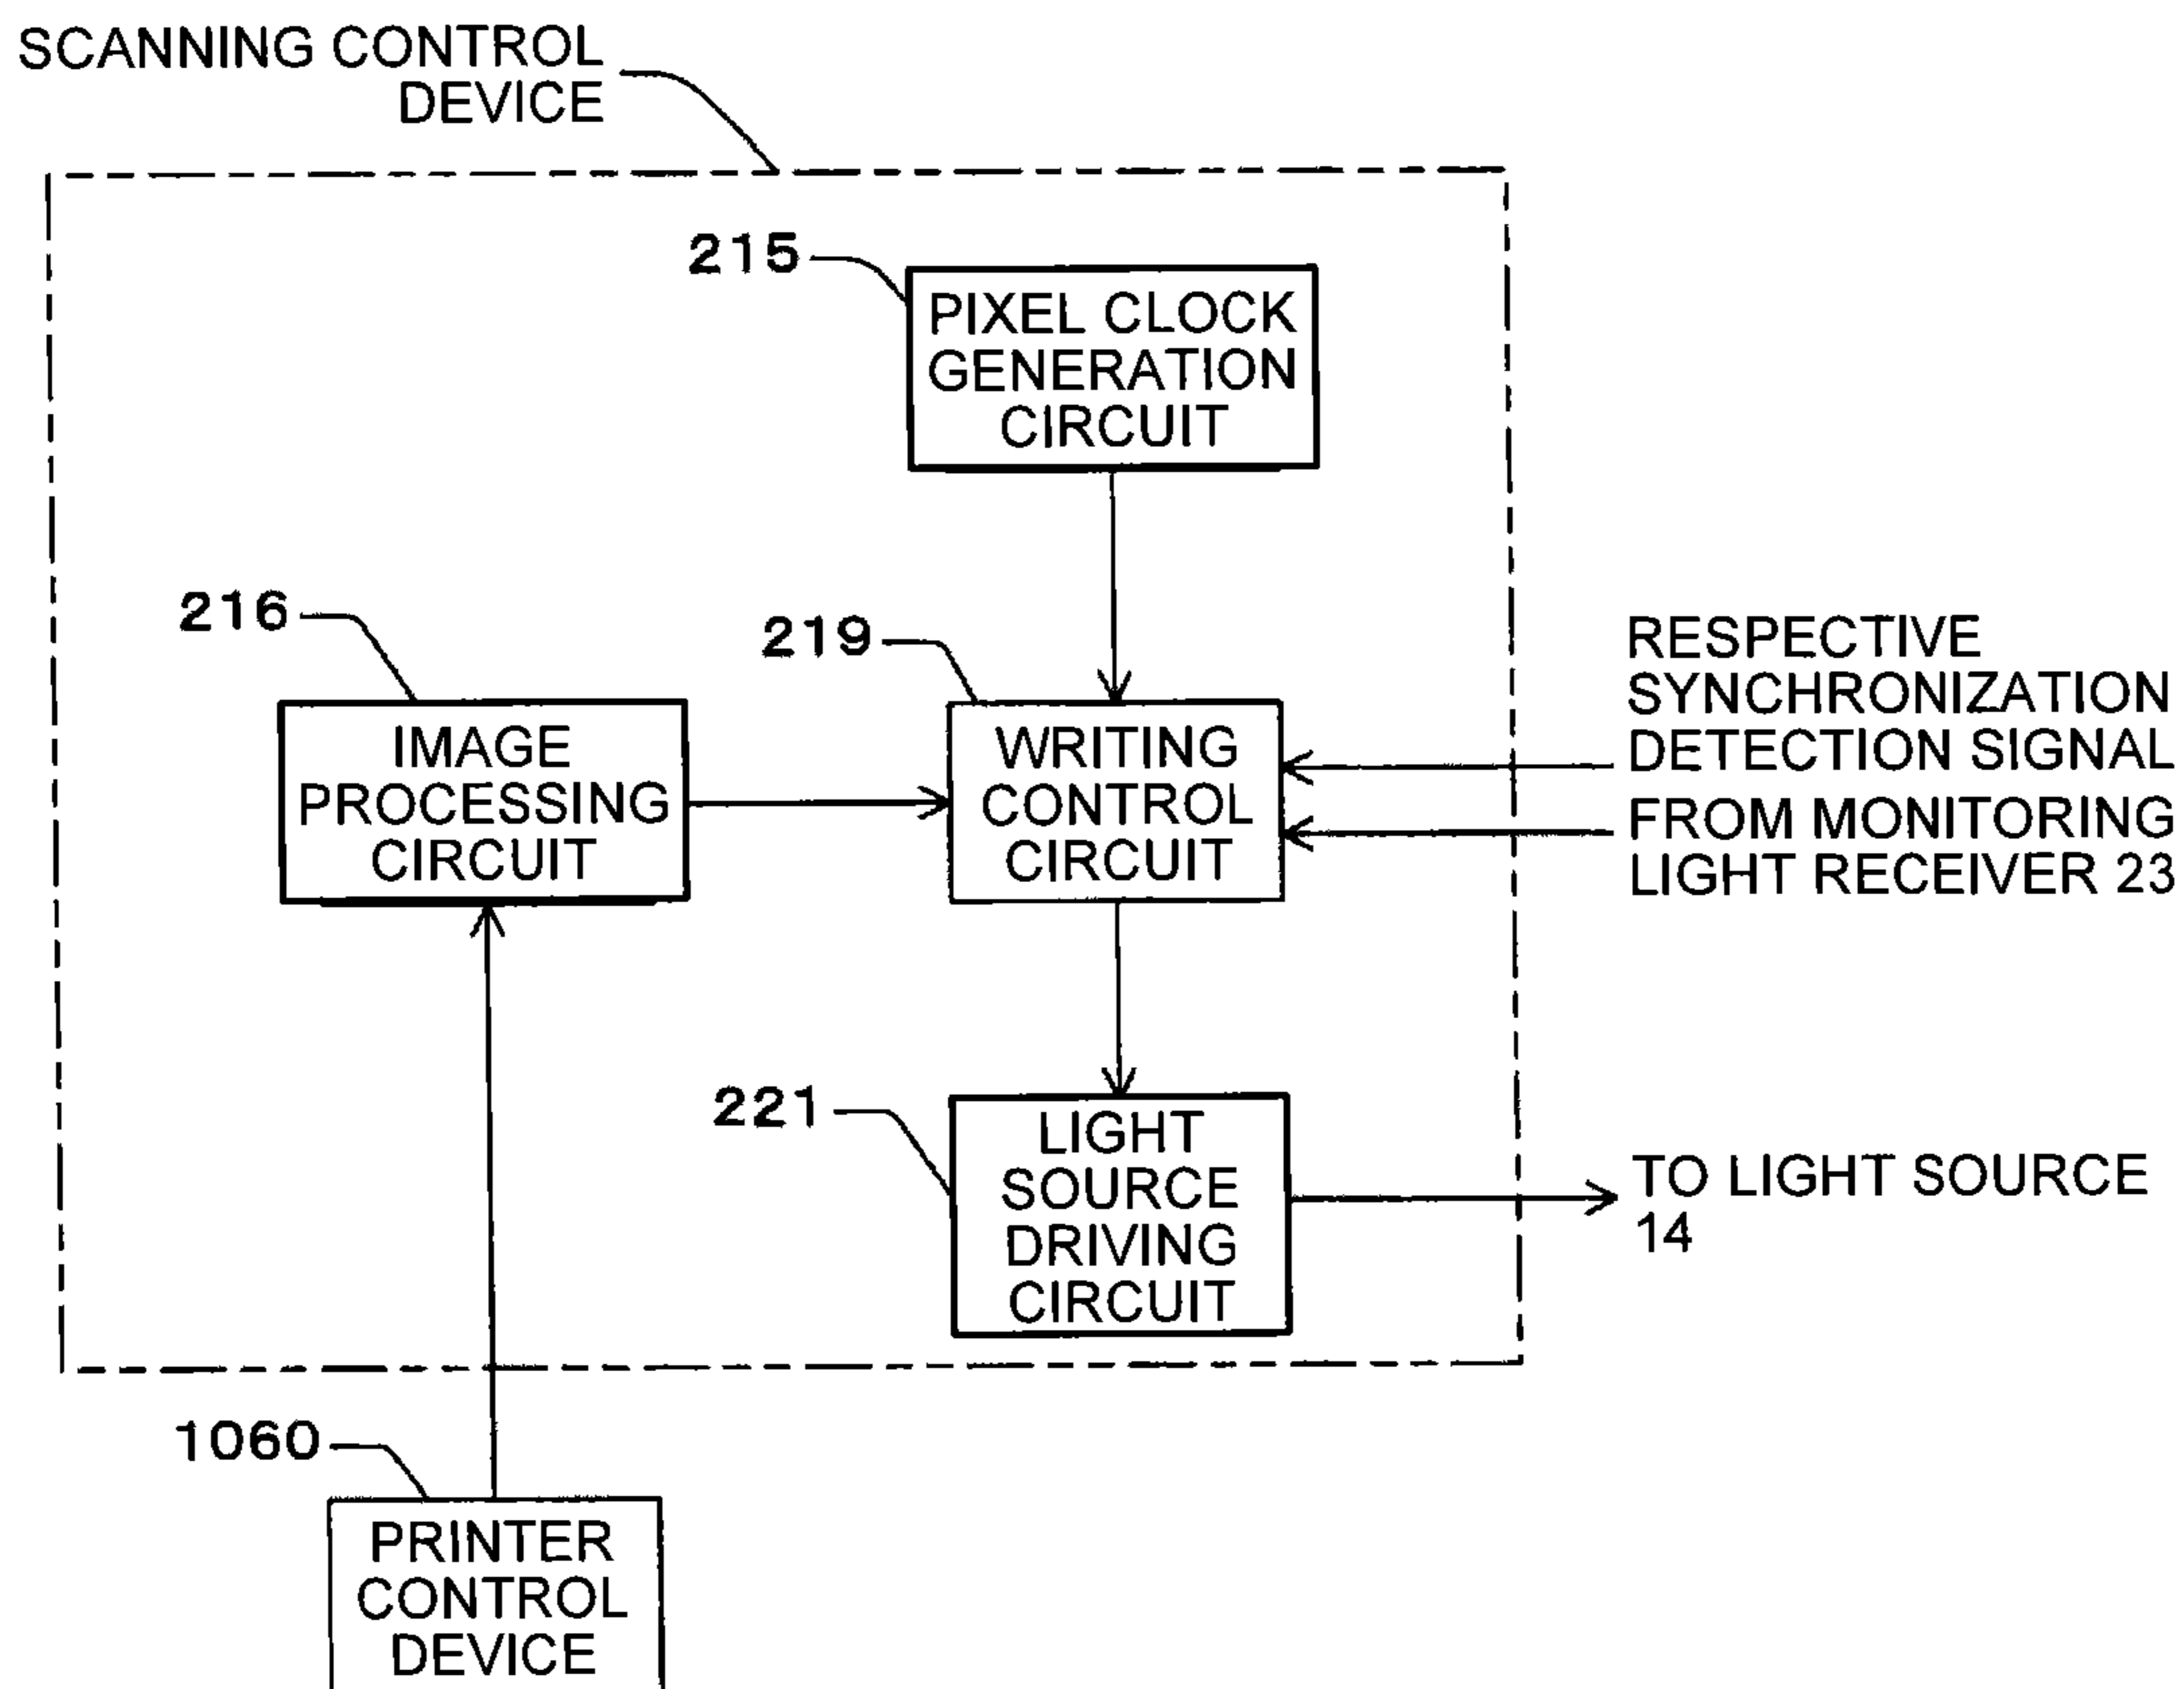 SCANNING CONTROL
DEVICE
215
PIXEL CLOCK
GENERATION
CIRCUIT
216
IMAGE
PROCESSING
CIRCUIT
219
WRITING
CONTROL
CIRCUIT
RESPECTIVE
SYNCHRONIZATION
DETECTION SIGNAL
FROM MONITORING
LIGHT RECEIVER 23
221
LIGHT
SOURCE
DRIVING
CIRCUIT
TO LIGHT SOURCE
14
1060
PRINTER
CONTROL
DEVICE